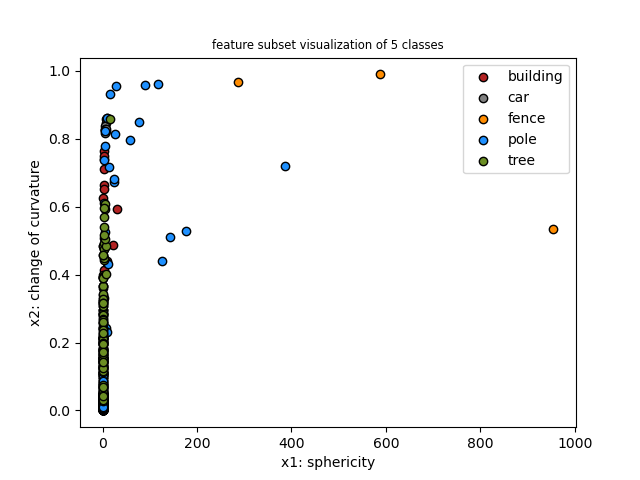 feature subset visualization of 5 classes
1.0
0.8
0.6
0.4
0.2
0.0
x2: change of curvature
building
car
fence
pole
tree
0 200 400 600 800 1000
x1: sphericity